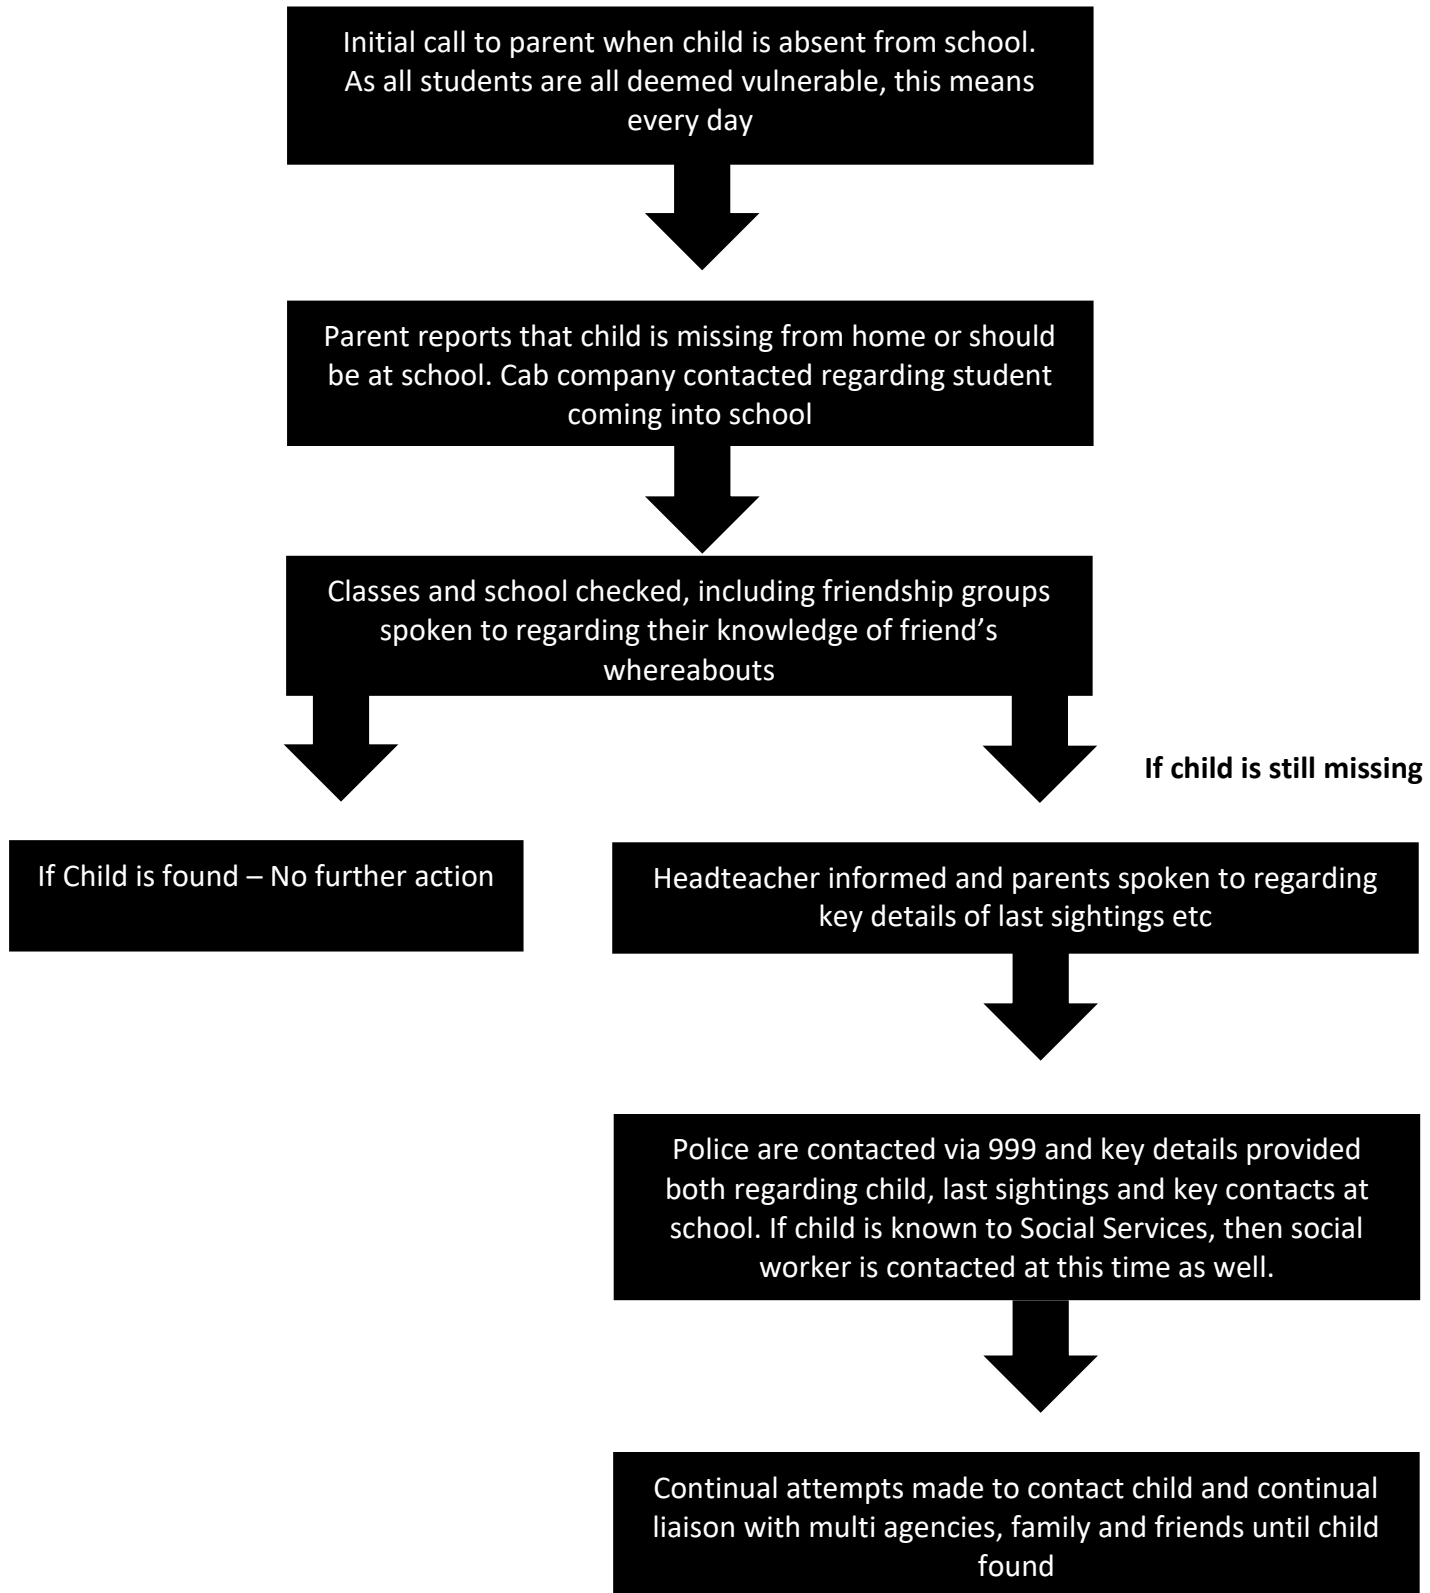 Initial call to parent when child is absent from school.
As all students are all deemed vulnerable, this means
every day
Parent reports that child is missing from home or should
be at school. Cab company contacted regarding student
coming into school
Classes and school checked, including friendship groups
spoken to regarding their knowledge of friend’s
whereabouts
If child is still missing
If Child is found – No further action
Headteacher informed and parents spoken to regarding
key details of last sightings etc
Police are contacted via 999 and key details provided
both regarding child, last sightings and key contacts at
school. If child is known to Social Services, then social
worker is contacted at this time as well.
Continual attempts made to contact child and continual
liaison with multi agencies, family and friends until child
found